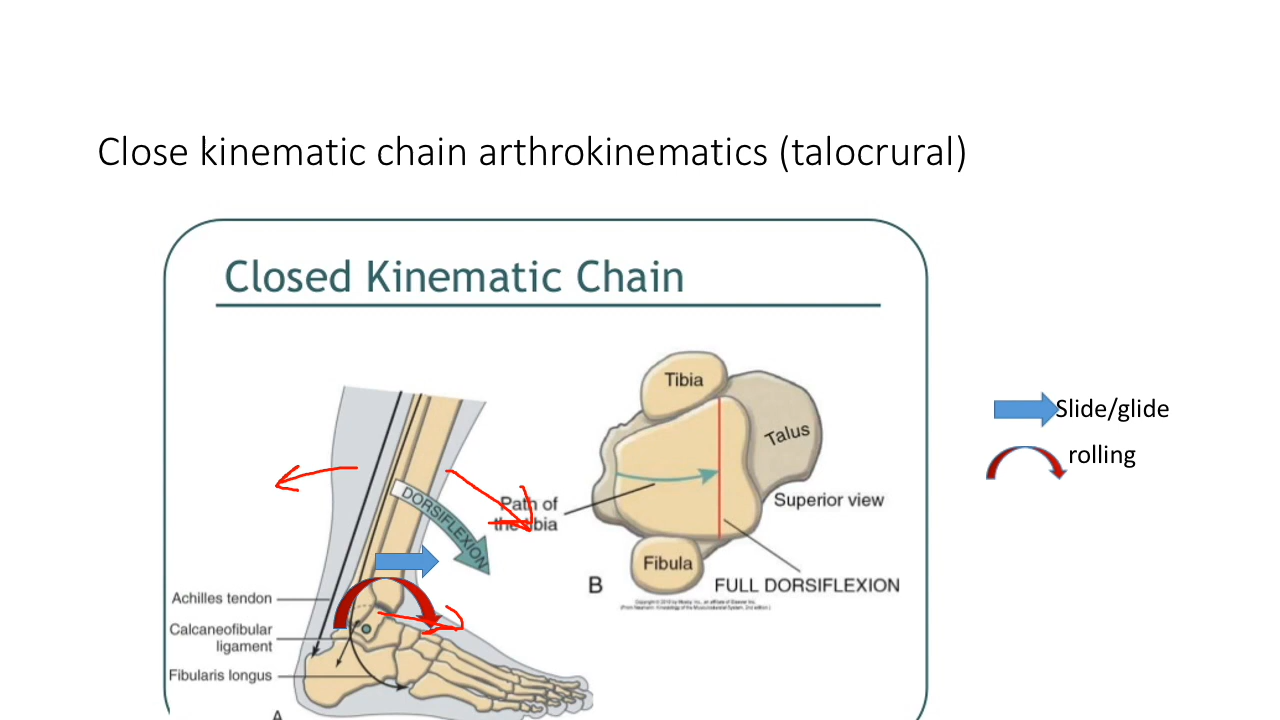 Close kinematic chain arthrokinematics (talocrural)
Closed Kinematic Chain
Slide/glide
rolling
Tibia
Talus
DORSIFLEXION
Path of
the tibia
Superior view
Fibula
B
FULL DORSIFLEXION
Achilles tendon
Calcaneofibular
ligament
Fibularis longus
A